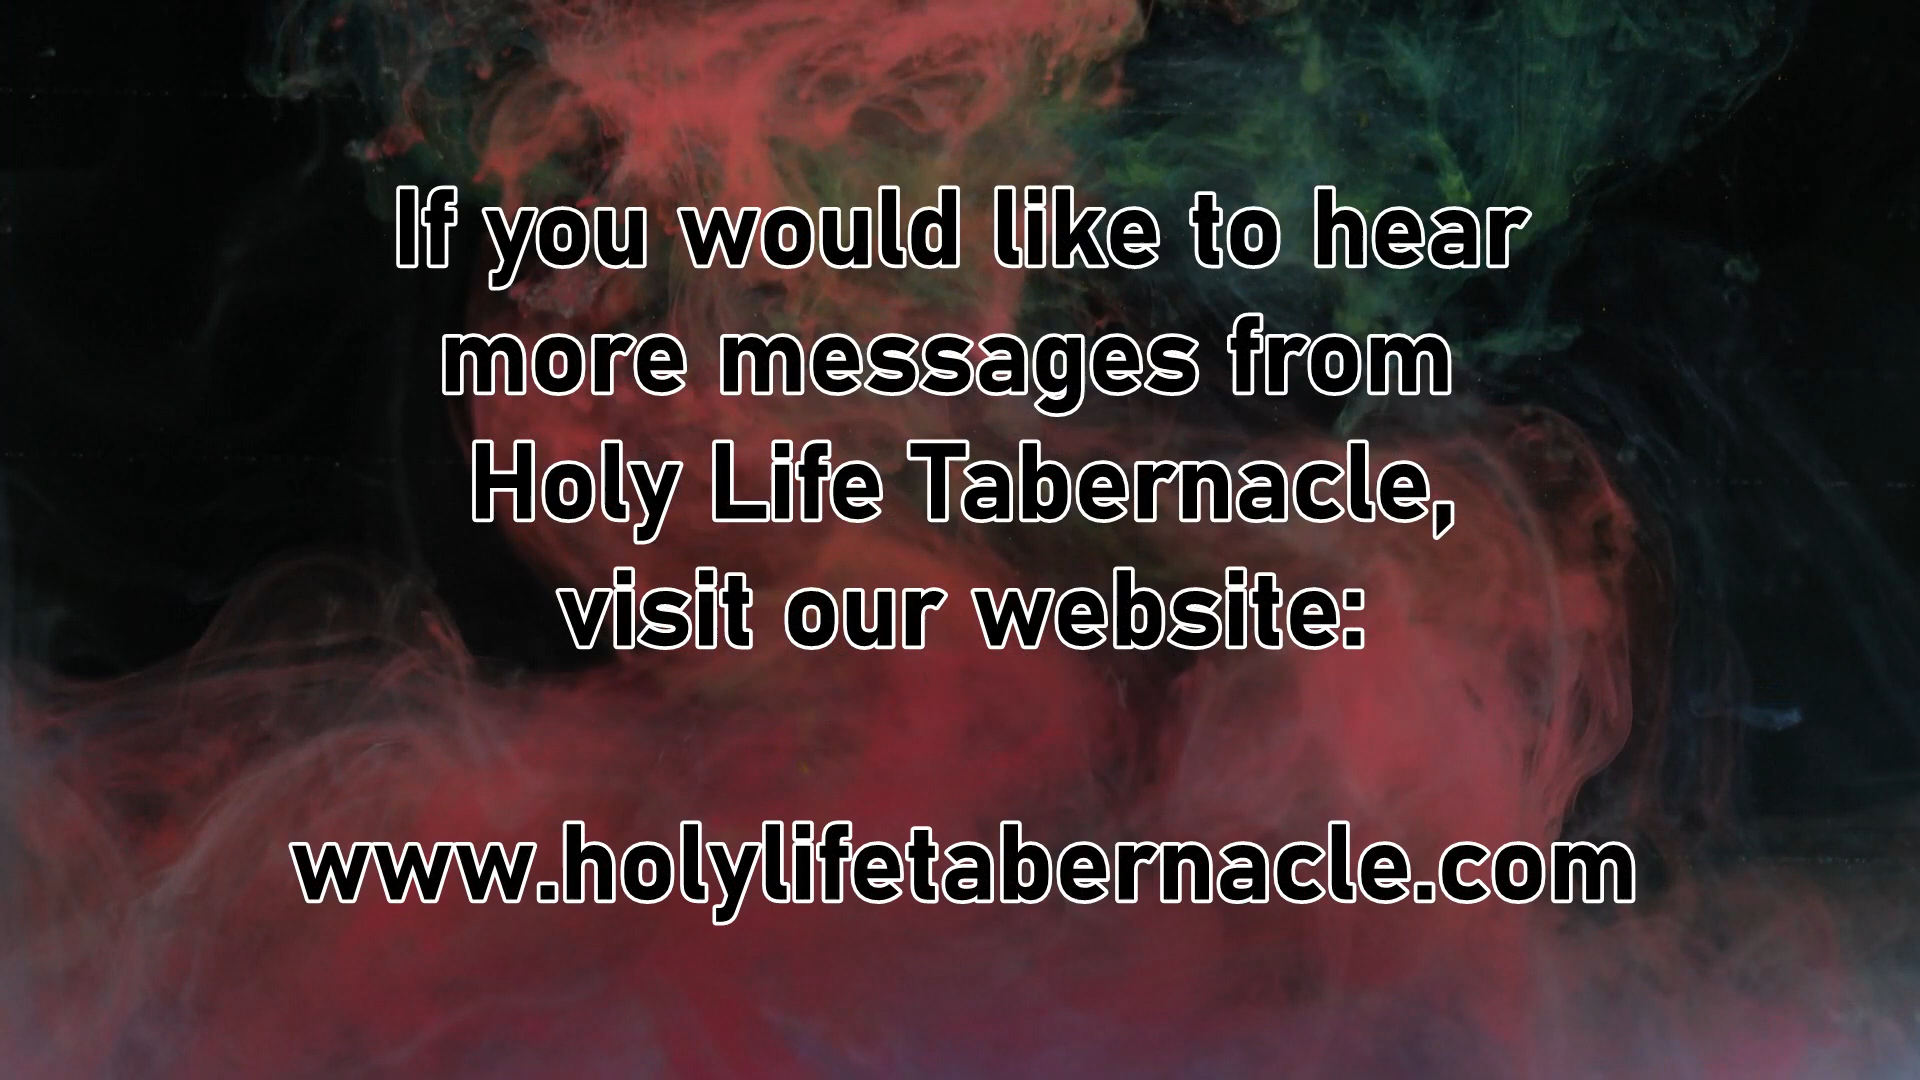 If you would like to hear
more messages from
Holy Life Tabernacle,
visit our website:
www.holylifetabernacle.com